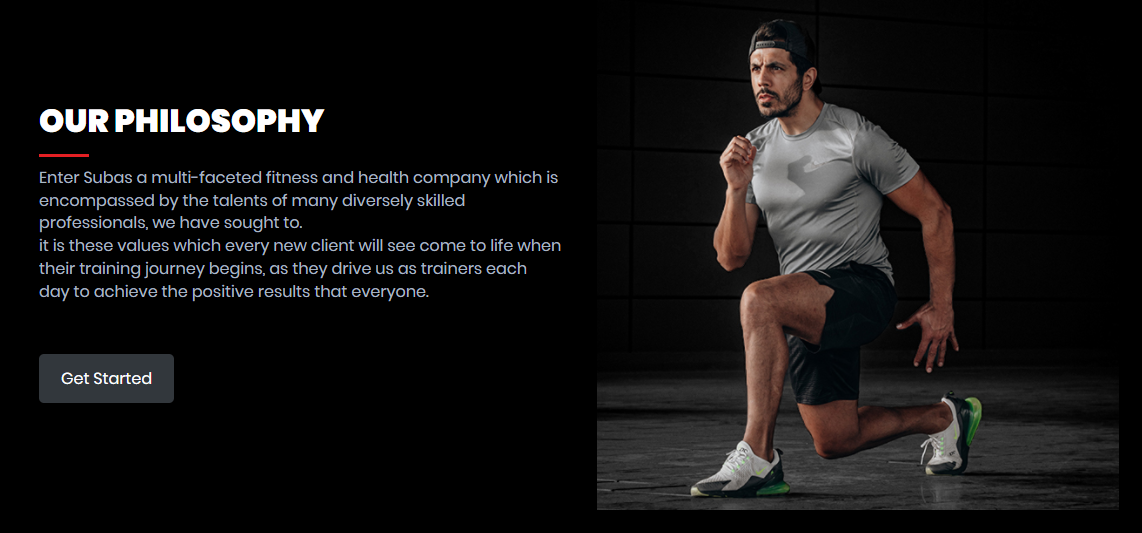 OUR PHILOSOPHY
Enter Subas a multi-faceted fitness and health company which is
encompassed by the talents of many diversely skilled
professionals, we have sought to.
it is these values which every new client will see come to life when
their training journey begins, as they drive us as trainers each
day to achieve the positive results that everyone.
Get Started